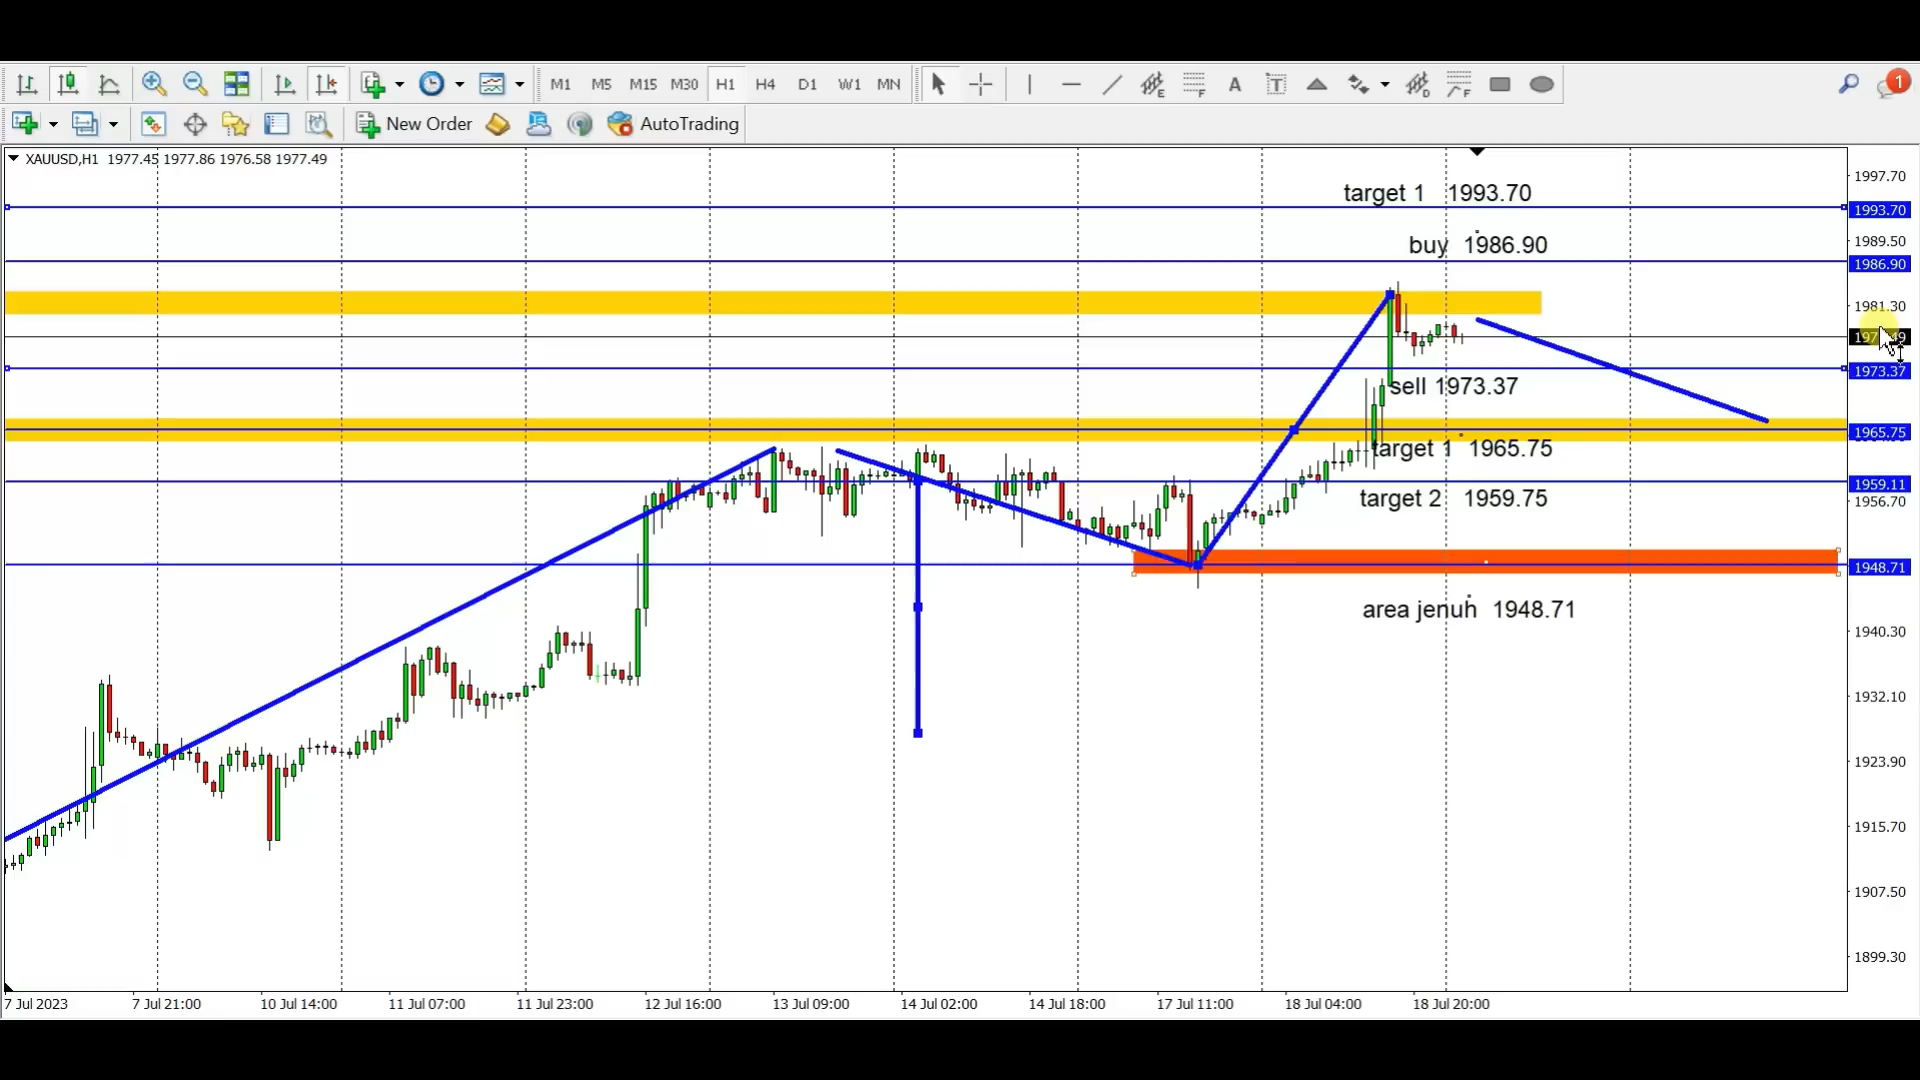 M1 M5 M15 M30 H1 H4 D1 W1 MN E F A T D F 1
New Order AutoTrading
XAUUSD,H1 1977.45 1977.86 1976.58 1977.49
1997.70
target 1 1993.70
1993.70
buy 1986.90
1989.50
1986.90
1981.30
1973.37
sell 1973.37
1965.75
target 1 1965.75
1959.11
target 2 1959.75
1956.70
1948.71
area jenuh 1948.71
1940.30
1932.10
1923.90
1915.70
1907.50
1899.30
7 Jul 2023 7 Jul 21:00 10 Jul 14:00 11 Jul 07:00 11 Jul 23:00 12 Jul 16:00 13 Jul 09:00 14 Jul 02:00 14 Jul 18:00 17 Jul 11:00 18 Jul 04:00 18 Jul 20:00